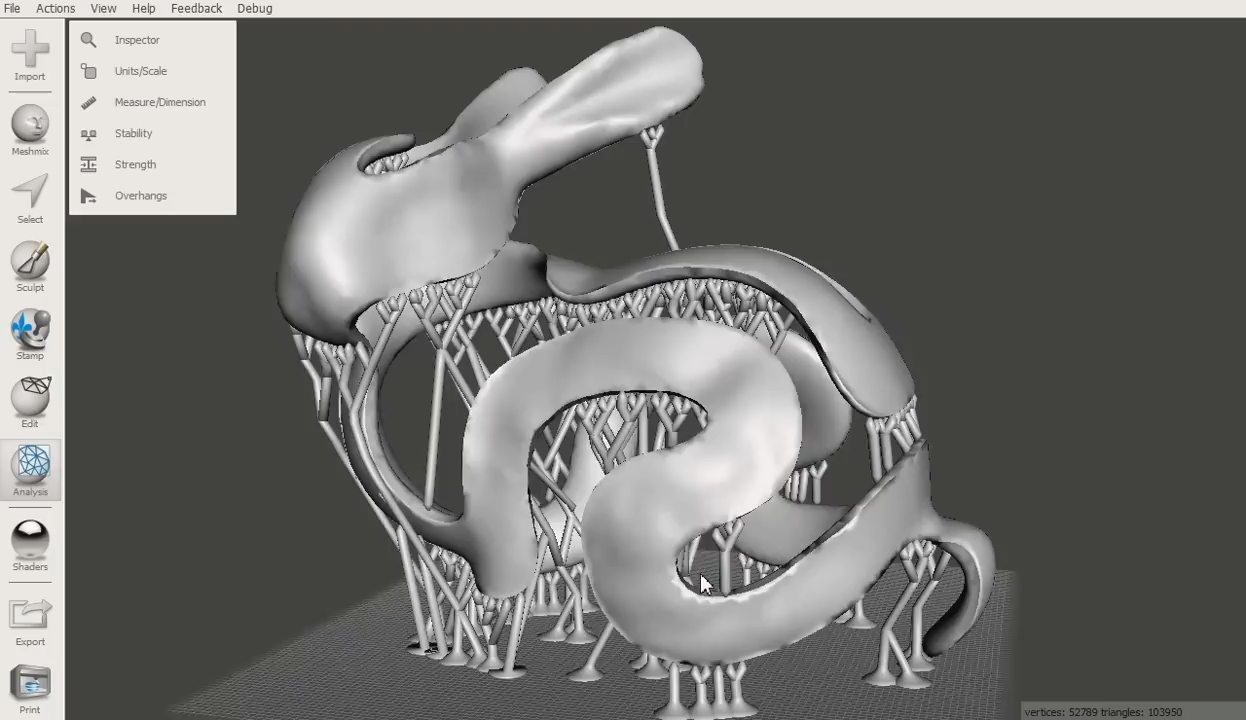 File Actions View Help Feedback Debug
Import
Meshmix
Select
Sculpt
Stamp
Edit
Analysis
Shaders
Export
Print
Inspector
Units/Scale
Measure/Dimension
Stability
Strength
Overhangs
vertices: 52789 triangles: 103950